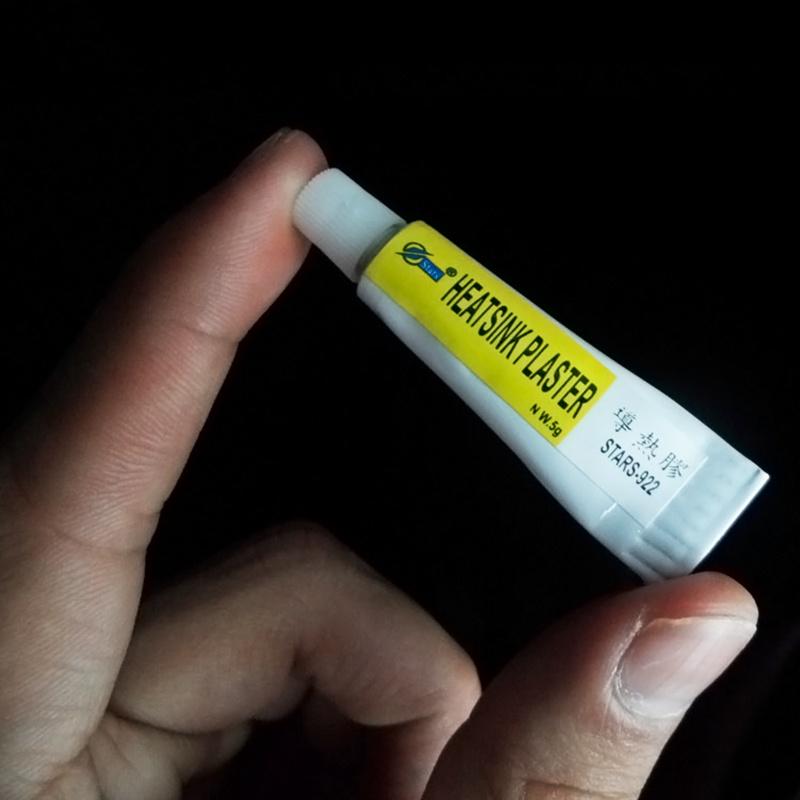 Stars®
HEATSINK PLASTER
N W.5g
導熱膠
STARS-922